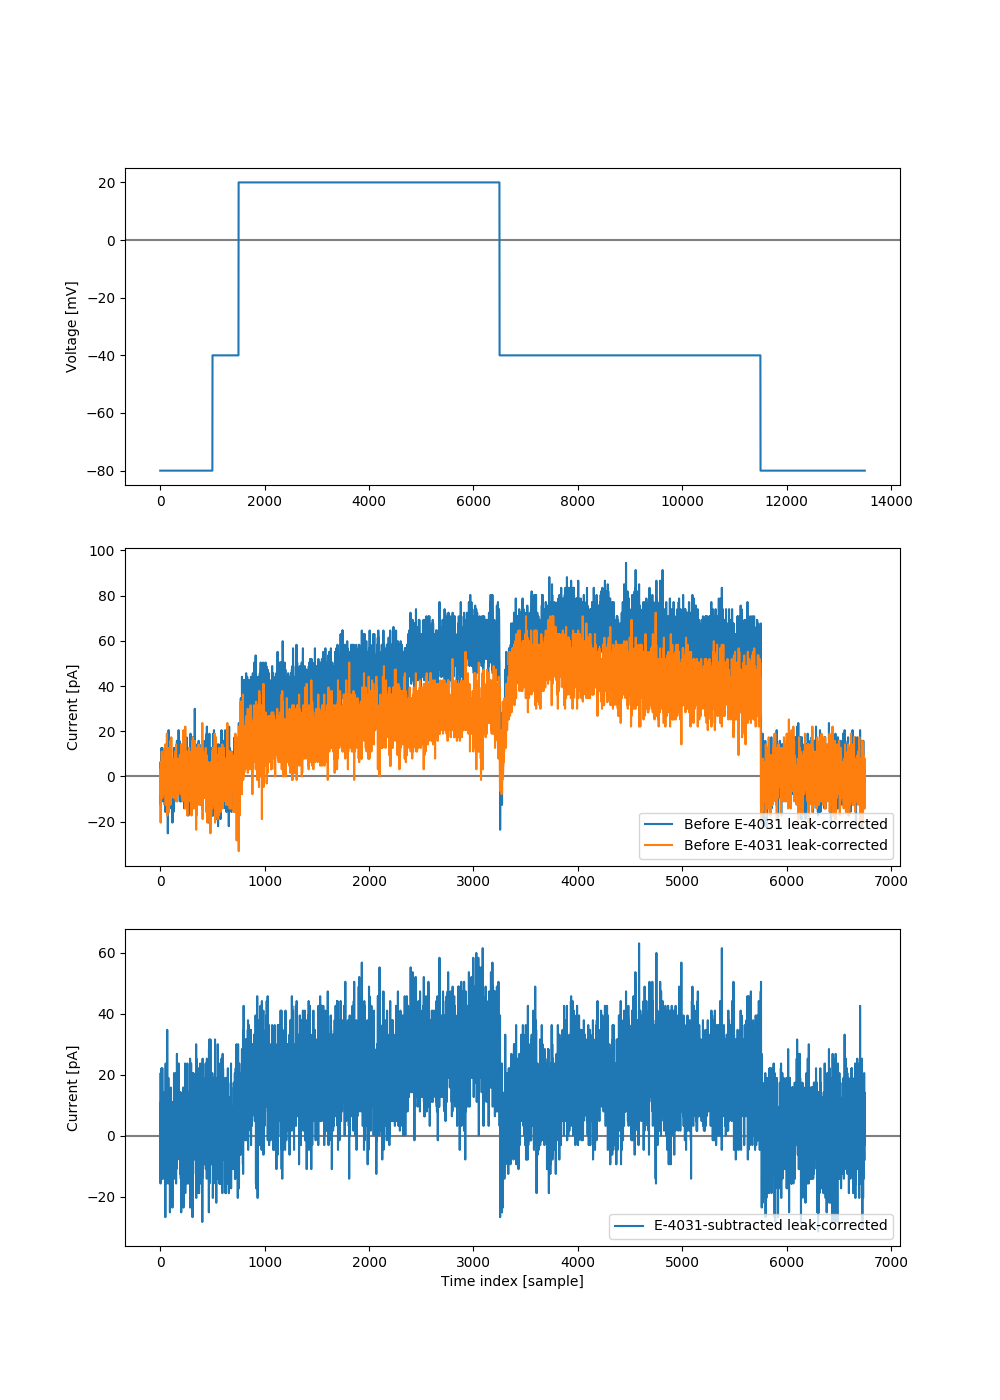 20
0
−20
−40
−60
−80
Voltage [mV]
0 2000 4000 6000 8000 10000 12000 14000
100
80
60
40
20
0
−20
Current [pA]
Before E-4031 leak-corrected
Before E-4031 leak-corrected
0 1000 2000 3000 4000 5000 6000 7000
60
40
20
0
−20
Current [pA]
E-4031-subtracted leak-corrected
0 1000 2000 3000 4000 5000 6000 7000
Time index [sample]